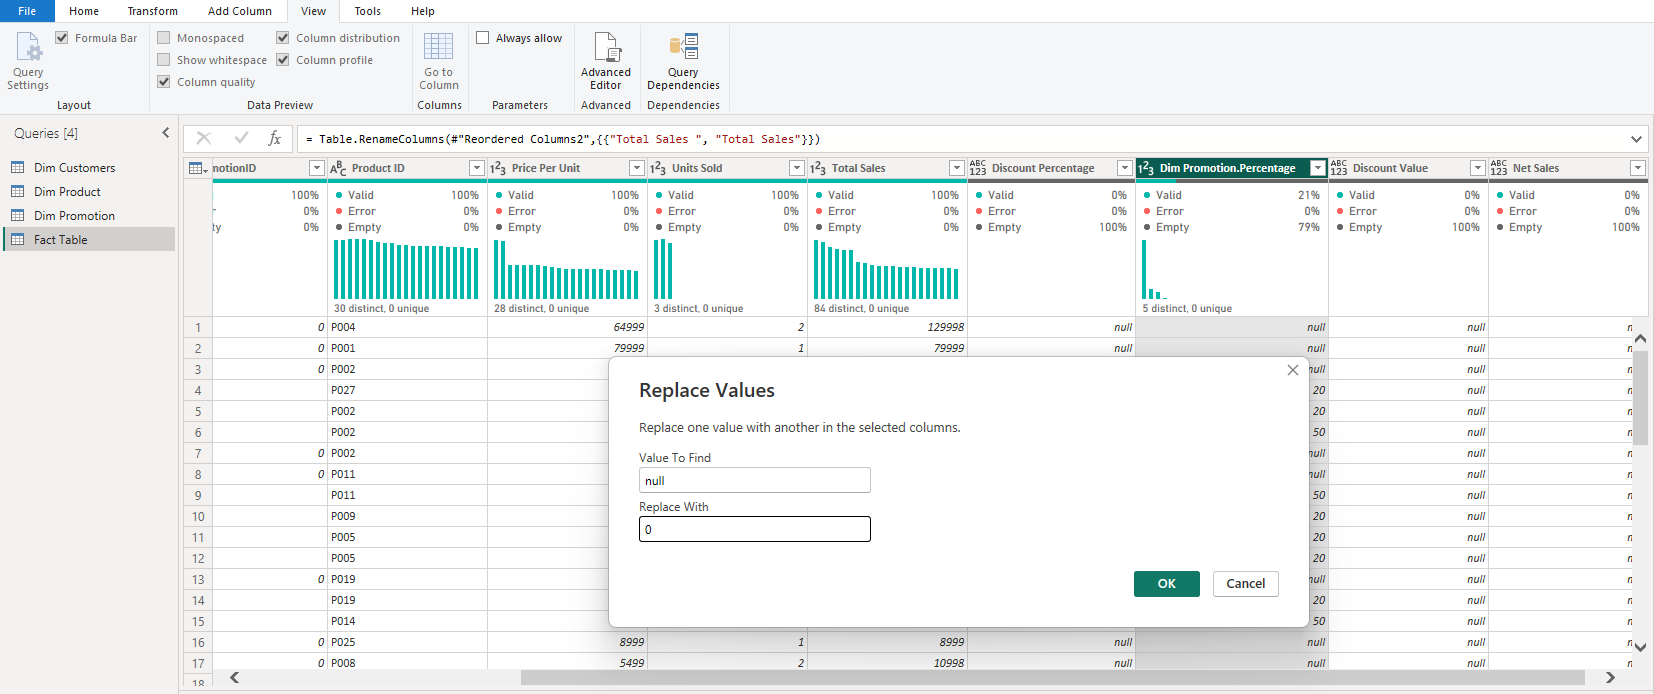 File Home Transform Add Column View Tools Help
Query Settings
Formula Bar
Layout
Monospaced
Show whitespace
Column quality
Column distribution
Column profile
Data Preview
Go to Column
Columns
Always allow
Parameters
Advanced Editor
Advanced
Query Dependencies
Dependencies
Queries [4]
Dim Customers
Dim Product
Dim Promotion
Fact Table
fx = Table.RenameColumns(#"Reordered Columns2",{{"Total Sales ", "Total Sales"}})
notionID ABC Product ID 123 Price Per Unit 123 Units Sold 123 Total Sales ABC 123 Discount Percentage 123 Dim Promotion.Percentage ABC 123 Discount Value ABC 123 Net Sales
100% Valid 100% Valid 100% Valid 100% Valid 100% Valid 0% Valid 21% Valid 0% Valid 0%
r 0% Error 0% Error 0% Error 0% Error 0% Error 0% Error 0% Error 0% Error 0%
ty 0% Empty 0% Empty 0% Empty 0% Empty 0% Empty 100% Empty 79% Empty 100% Empty 100%
30 distinct, 0 unique 28 distinct, 0 unique 3 distinct, 0 unique 84 distinct, 0 unique 5 distinct, 0 unique
1 0 P004 64999 2 129998 null null null n
2 0 P001 79999 1 79999 null null null n
3 0 P002 null null n
4 P027 20 null n
5 P002 20 null n
6 P002 50 null n
7 0 P002 null null n
8 0 P011 null null n
9 P011 50 null n
10 P009 20 null n
11 P005 20 null n
12 P005 20 null n
13 0 P019 null null n
14 P019 20 null n
15 P014 50 null n
16 0 P025 8999 1 8999 null null null n
17 0 P008 5499 2 10998 null null null n
18
Replace Values
Replace one value with another in the selected columns.
Value To Find
null
Replace With
0
OK Cancel